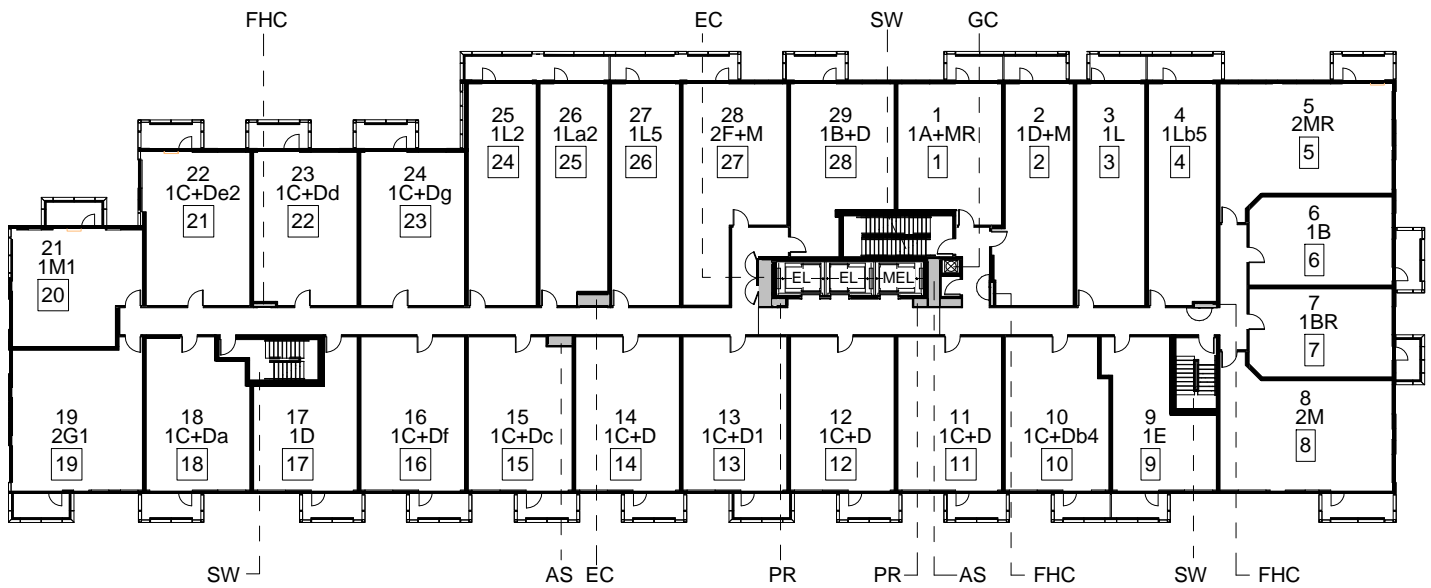 FHC
EC
SW
GC
25
1L2
24
26
1La2
25
27
1L5
26
28
2F+M
27
29
1B+D
28
1
1A+MR
1
2
1D+M
2
3
1L
3
4
1Lb5
4
5
2MR
5
22
1C+De2
21
23
1C+Dd
22
24
1C+Dg
23
6
1B
6
21
1M1
20
EL
EL
MEL
7
1BR
7
19
2G1
19
18
1C+Da
18
17
1D
17
16
1C+Df
16
15
1C+Dc
15
14
1C+D
14
13
1C+D1
13
12
1C+D
12
11
1C+D
11
10
1C+Db4
10
9
1E
9
8
2M
8
SW
AS
EC
PR
PR
AS
FHC
SW
FHC